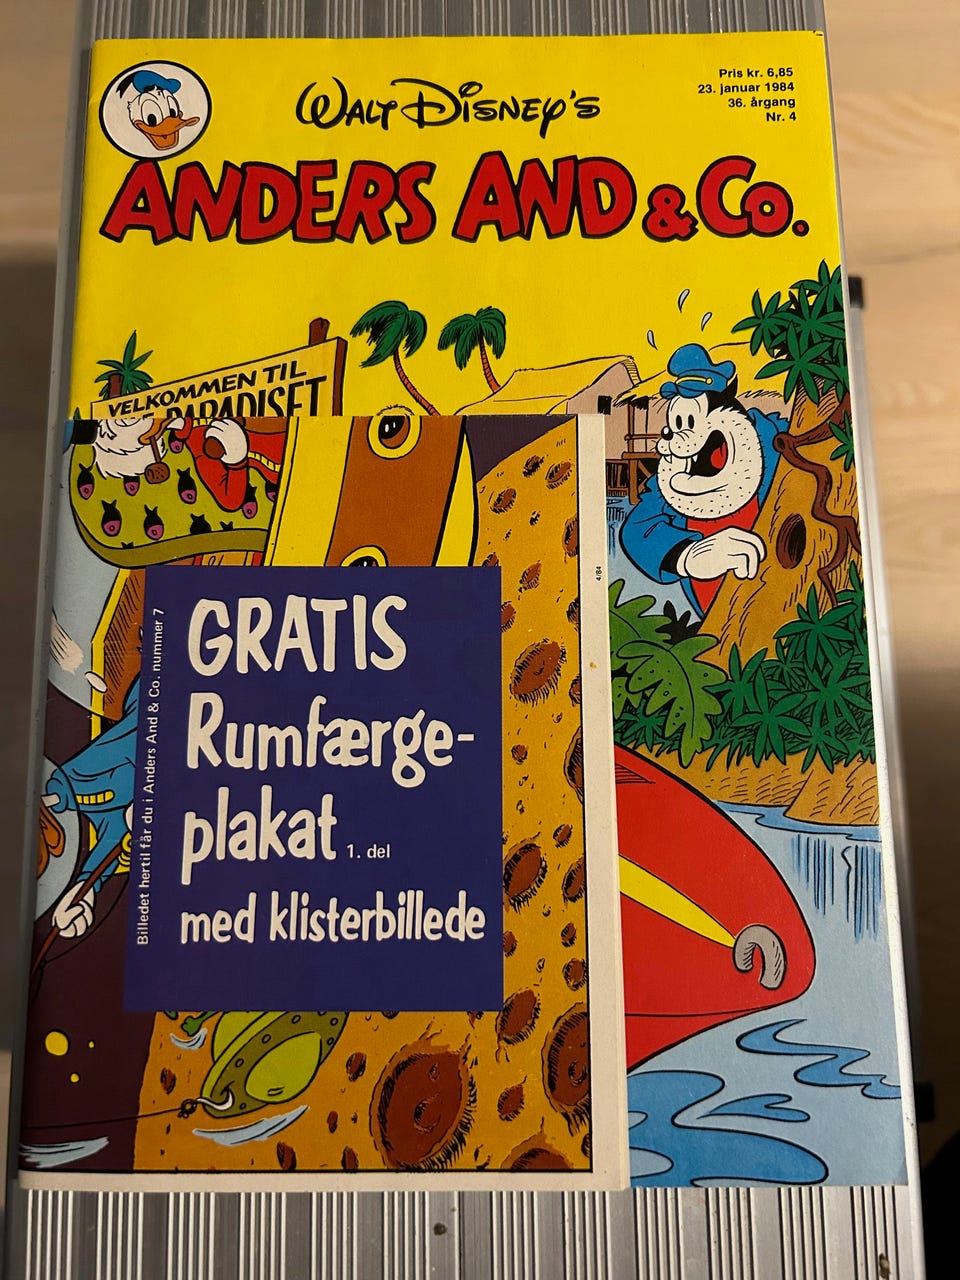 Walt Disney's
Pris kr. 6,85
23. januar 1984
36. årgang
Nr. 4
ANDERS AND & Co.
VELKOMMEN TIL
PARADISET
4/84
GRATIS
Rumfærge-
plakat 1. del
med klisterbillede
Billedet hertil får du i Anders And & Co. nummer 7